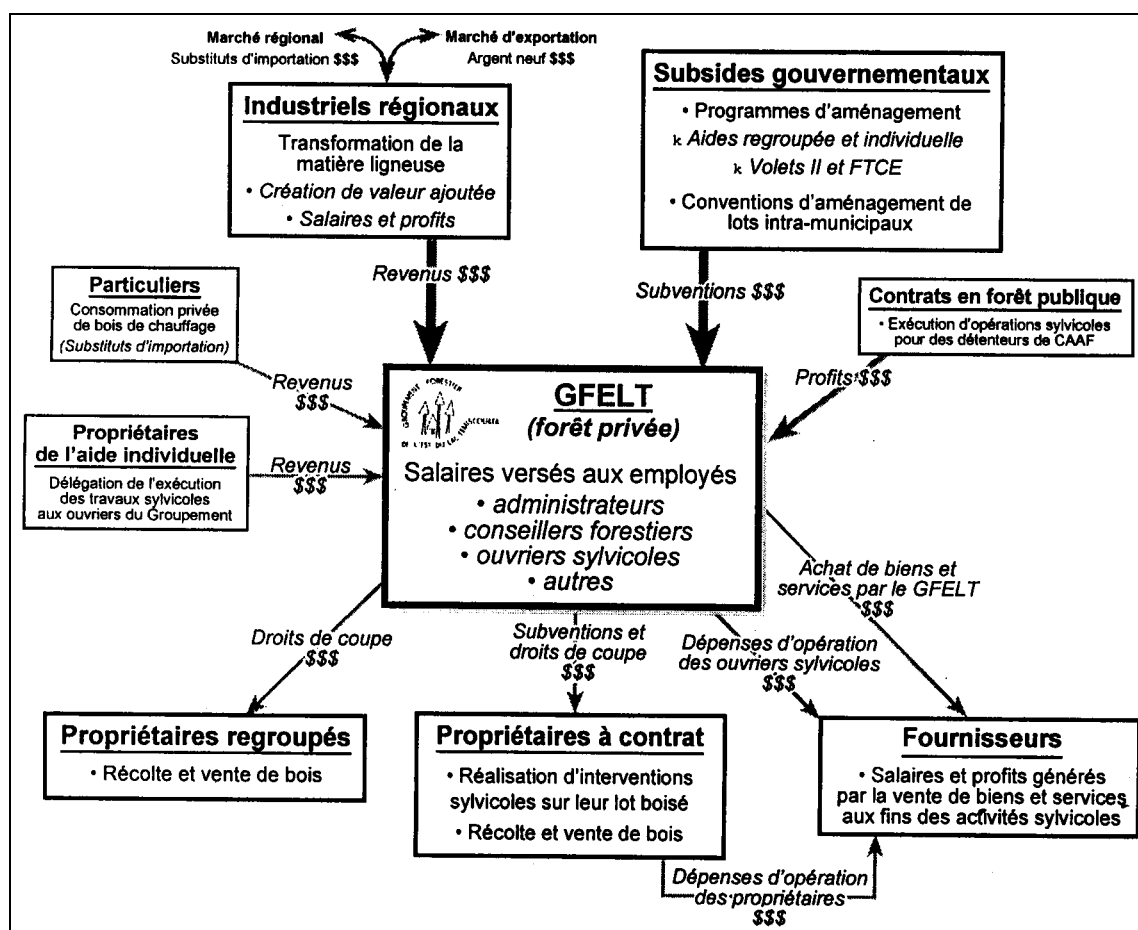 Marché régional
Substituts d'importation $$$
Marché d'exportation
Argent neuf $$$
Industriels régionaux
Transformation de la
matière ligneuse
• Création de valeur ajoutée
• Salaires et profits
Subsides gouvernementaux
• Programmes d'aménagement
k Aides regroupée et individuelle
k Volets II et FTCE
• Conventions d'aménagement de
lots intra-municipaux
Revenus $$$
Subventions $$$
Particuliers
Consommation privée
de bois de chauffage
(Substituts d'importation)
Contrats en forêt publique
• Exécution d'opérations sylvicoles
pour des détenteurs de CAAF
Revenus
$$$
Profits $$$
Propriétaires
de l'aide individuelle
Délégation de l'exécution
des travaux sylvicoles
aux ouvriers du Groupement
Revenus
$$$
GROUPEMENT FORESTIER
DE L'EST DU LAC TEMISCOUATA
GFELT
(forêt privée)
Salaires versés aux employés
• administrateurs
• conseillers forestiers
• ouvriers sylvicoles
• autres
Achat de biens et
services par le GFELT
$$$
Droits de coupe
$$$
Subventions et
droits de coupe
$$$
Dépenses d'opération
des ouvriers sylvicoles
$$$
Propriétaires regroupés
• Récolte et vente de bois
Propriétaires à contrat
• Réalisation d'interventions
sylvicoles sur leur lot boisé
• Récolte et vente de bois
Fournisseurs
• Salaires et profits générés
par la vente de biens et services
aux fins des activités sylvicoles
Dépenses d'opération
des propriétaires
$$$